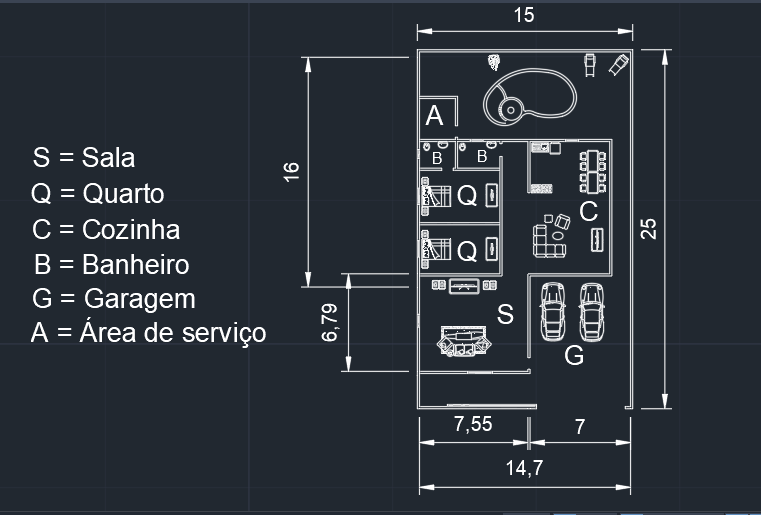 15
A
S = Sala
B
B
16
Q = Quarto
Q
C = Cozinha
C
25
B = Banheiro
Q
G = Garagem
S
6,79
A = Área de serviço
G
7,55
7
14,7